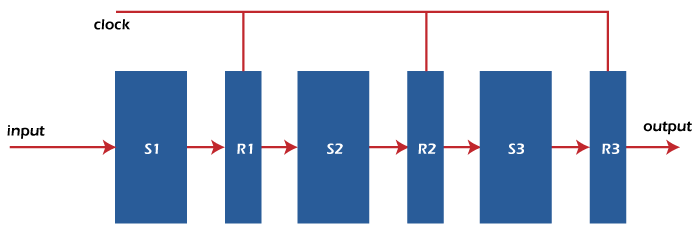 clock
input
S1
R1
S2
R2
S3
R3
output